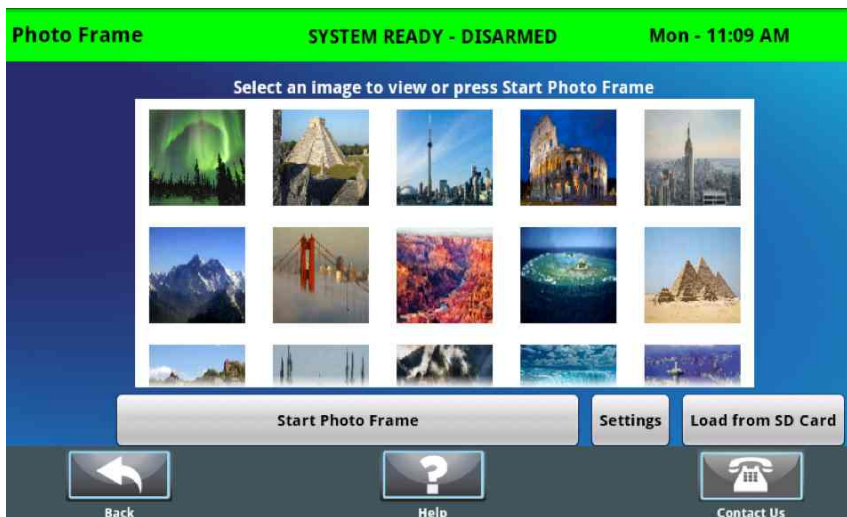 Photo Frame SYSTEM READY - DISARMED Mon - 11:09 AM
Select an image to view or press Start Photo Frame
Start Photo Frame Settings Load from SD Card
Back Help Contact Us